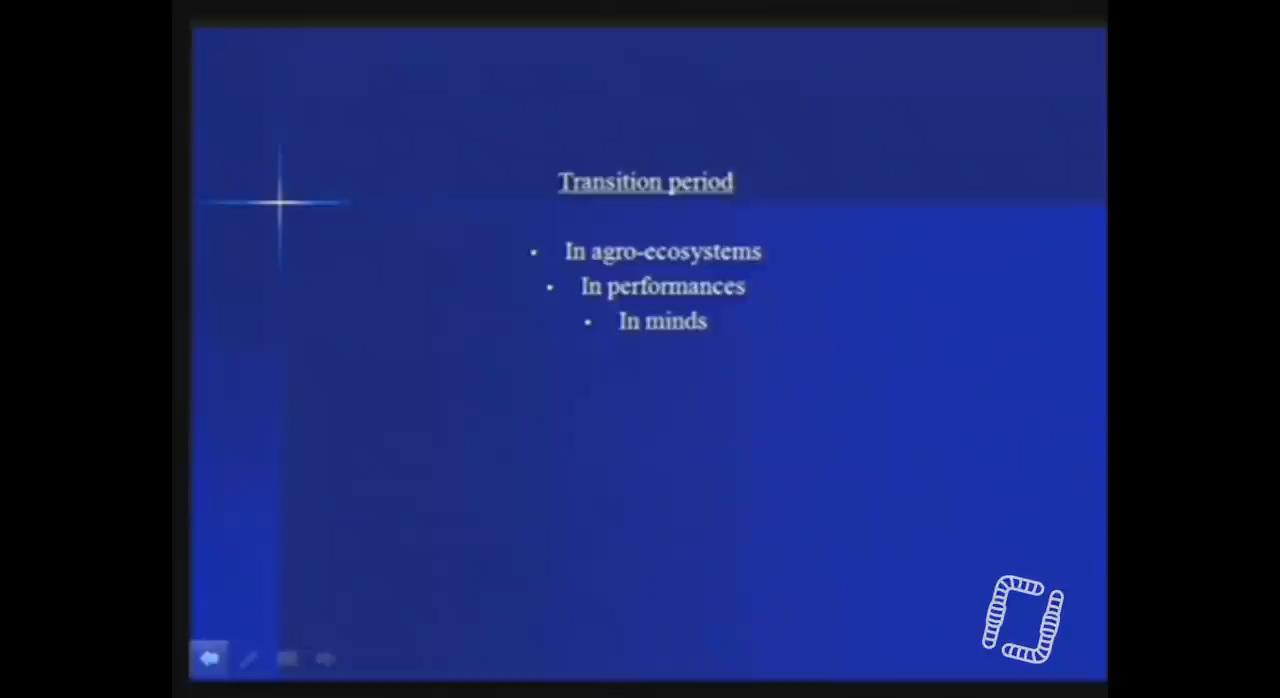 Transition period
• In agro-ecosystems
• In performances
• In minds